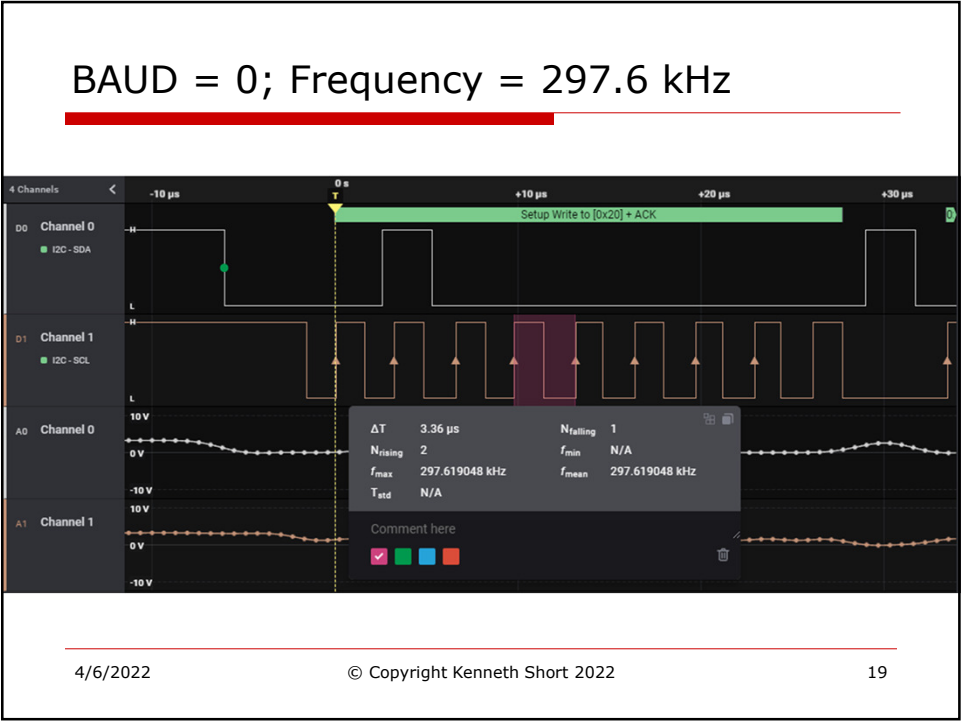 BAUD = 0; Frequency = 297.6 kHz
4 Channels
-10 µs
0 s
T
+10 µs
+20 µs
+30 µs
Setup Write to [0x20] + ACK
0
D0 Channel 0
I2C - SDA
H
L
D1 Channel 1
I2C - SCL
H
L
A0 Channel 0
10 V
0 V
-10 V
A1 Channel 1
10 V
0 V
-10 V
ΔT 3.36 µs Nfalling 1
Nrising 2 fmin N/A
fmax 297.619048 kHz fmean 297.619048 kHz
Tstd N/A
Comment here
4/6/2022 © Copyright Kenneth Short 2022 19